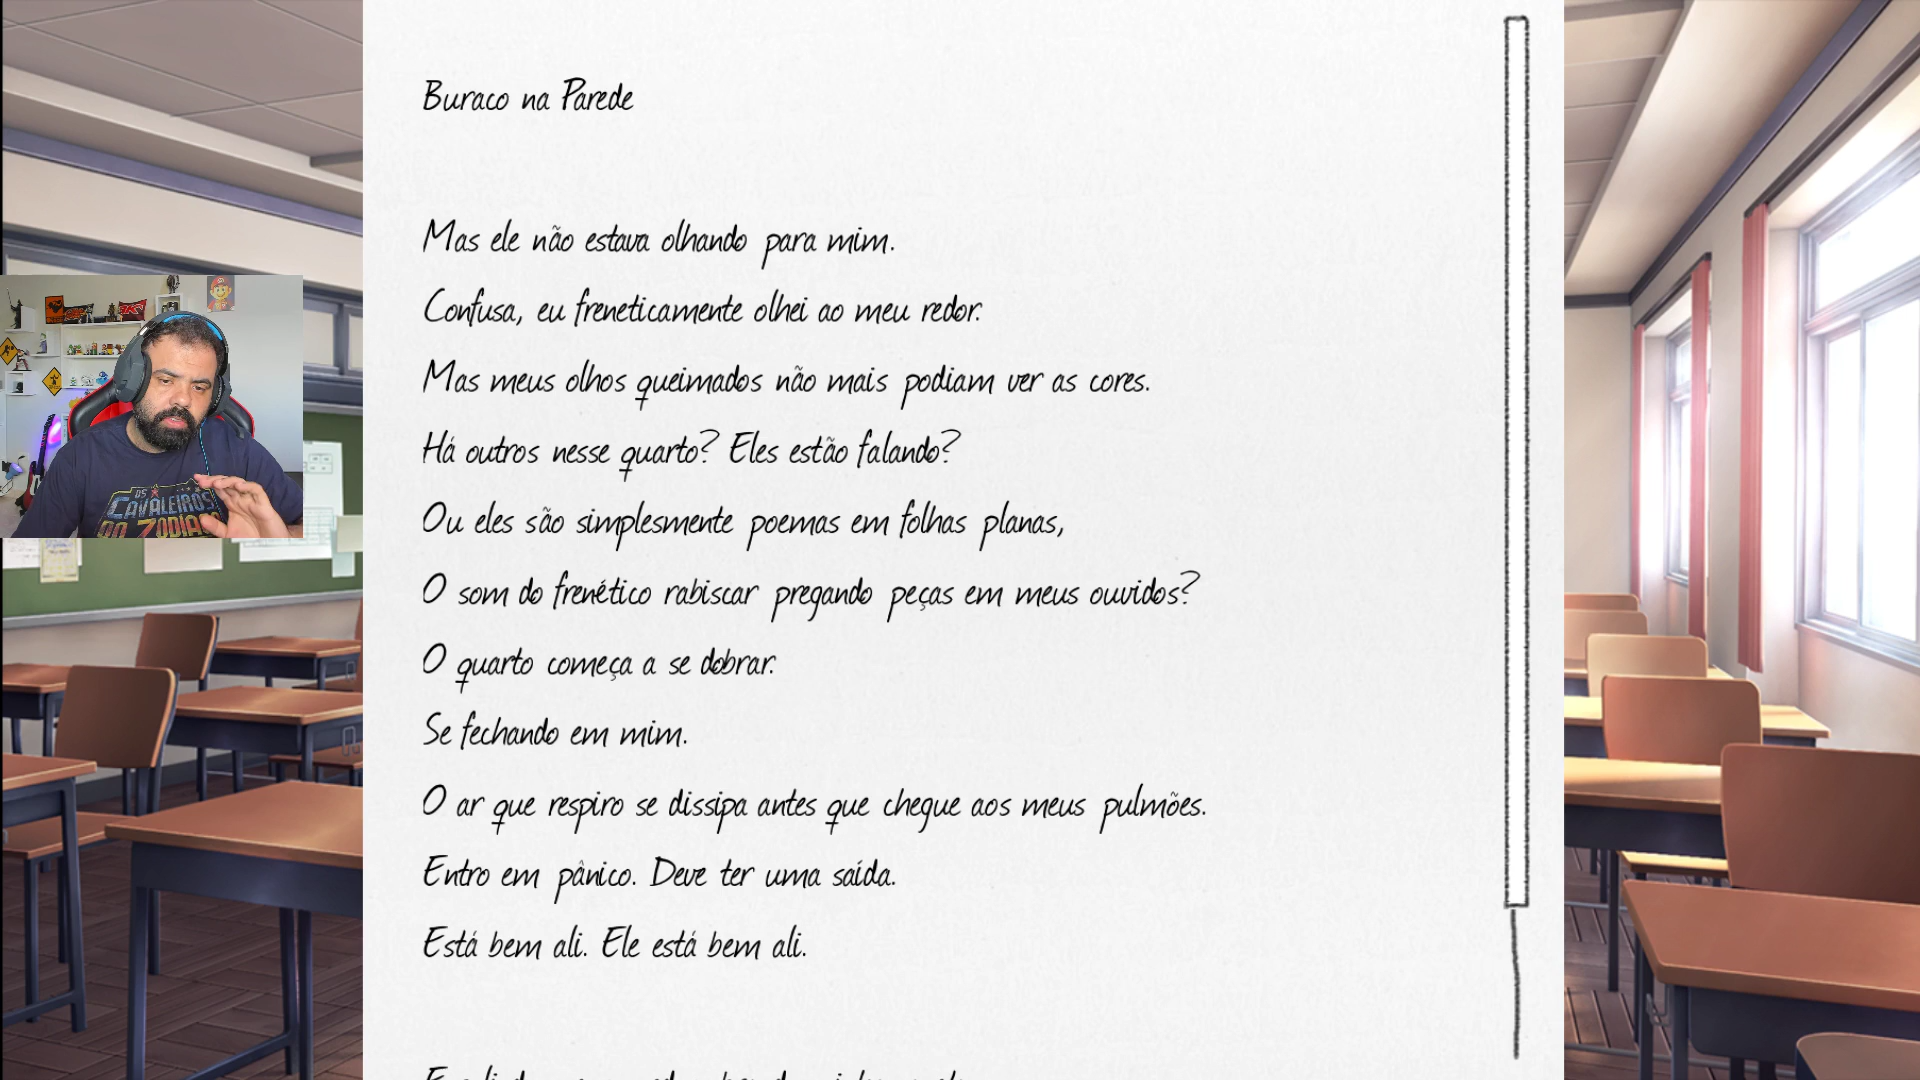 Buraco na Parede
Mas ele não estava olhando para mim.
Confusa, eu freneticamente olhei ao meu redor.
Mas meus olhos queimados não mais podiam ver as cores.
Há outros nesse quarto? Eles estão falando?
Ou eles são simplesmente poemas em folhas planas,
O som do frenético rabiscar pregando peças em meus ouvidos?
O quarto começa a se dobrar.
Se fechando em mim.
O ar que respiro se dissipa antes que chegue aos meus pulmões.
Entro em pânico. Deve ter uma saída.
Está bem ali. Ele está bem ali.
OS
CAVALEIROS
DO ZODIAC